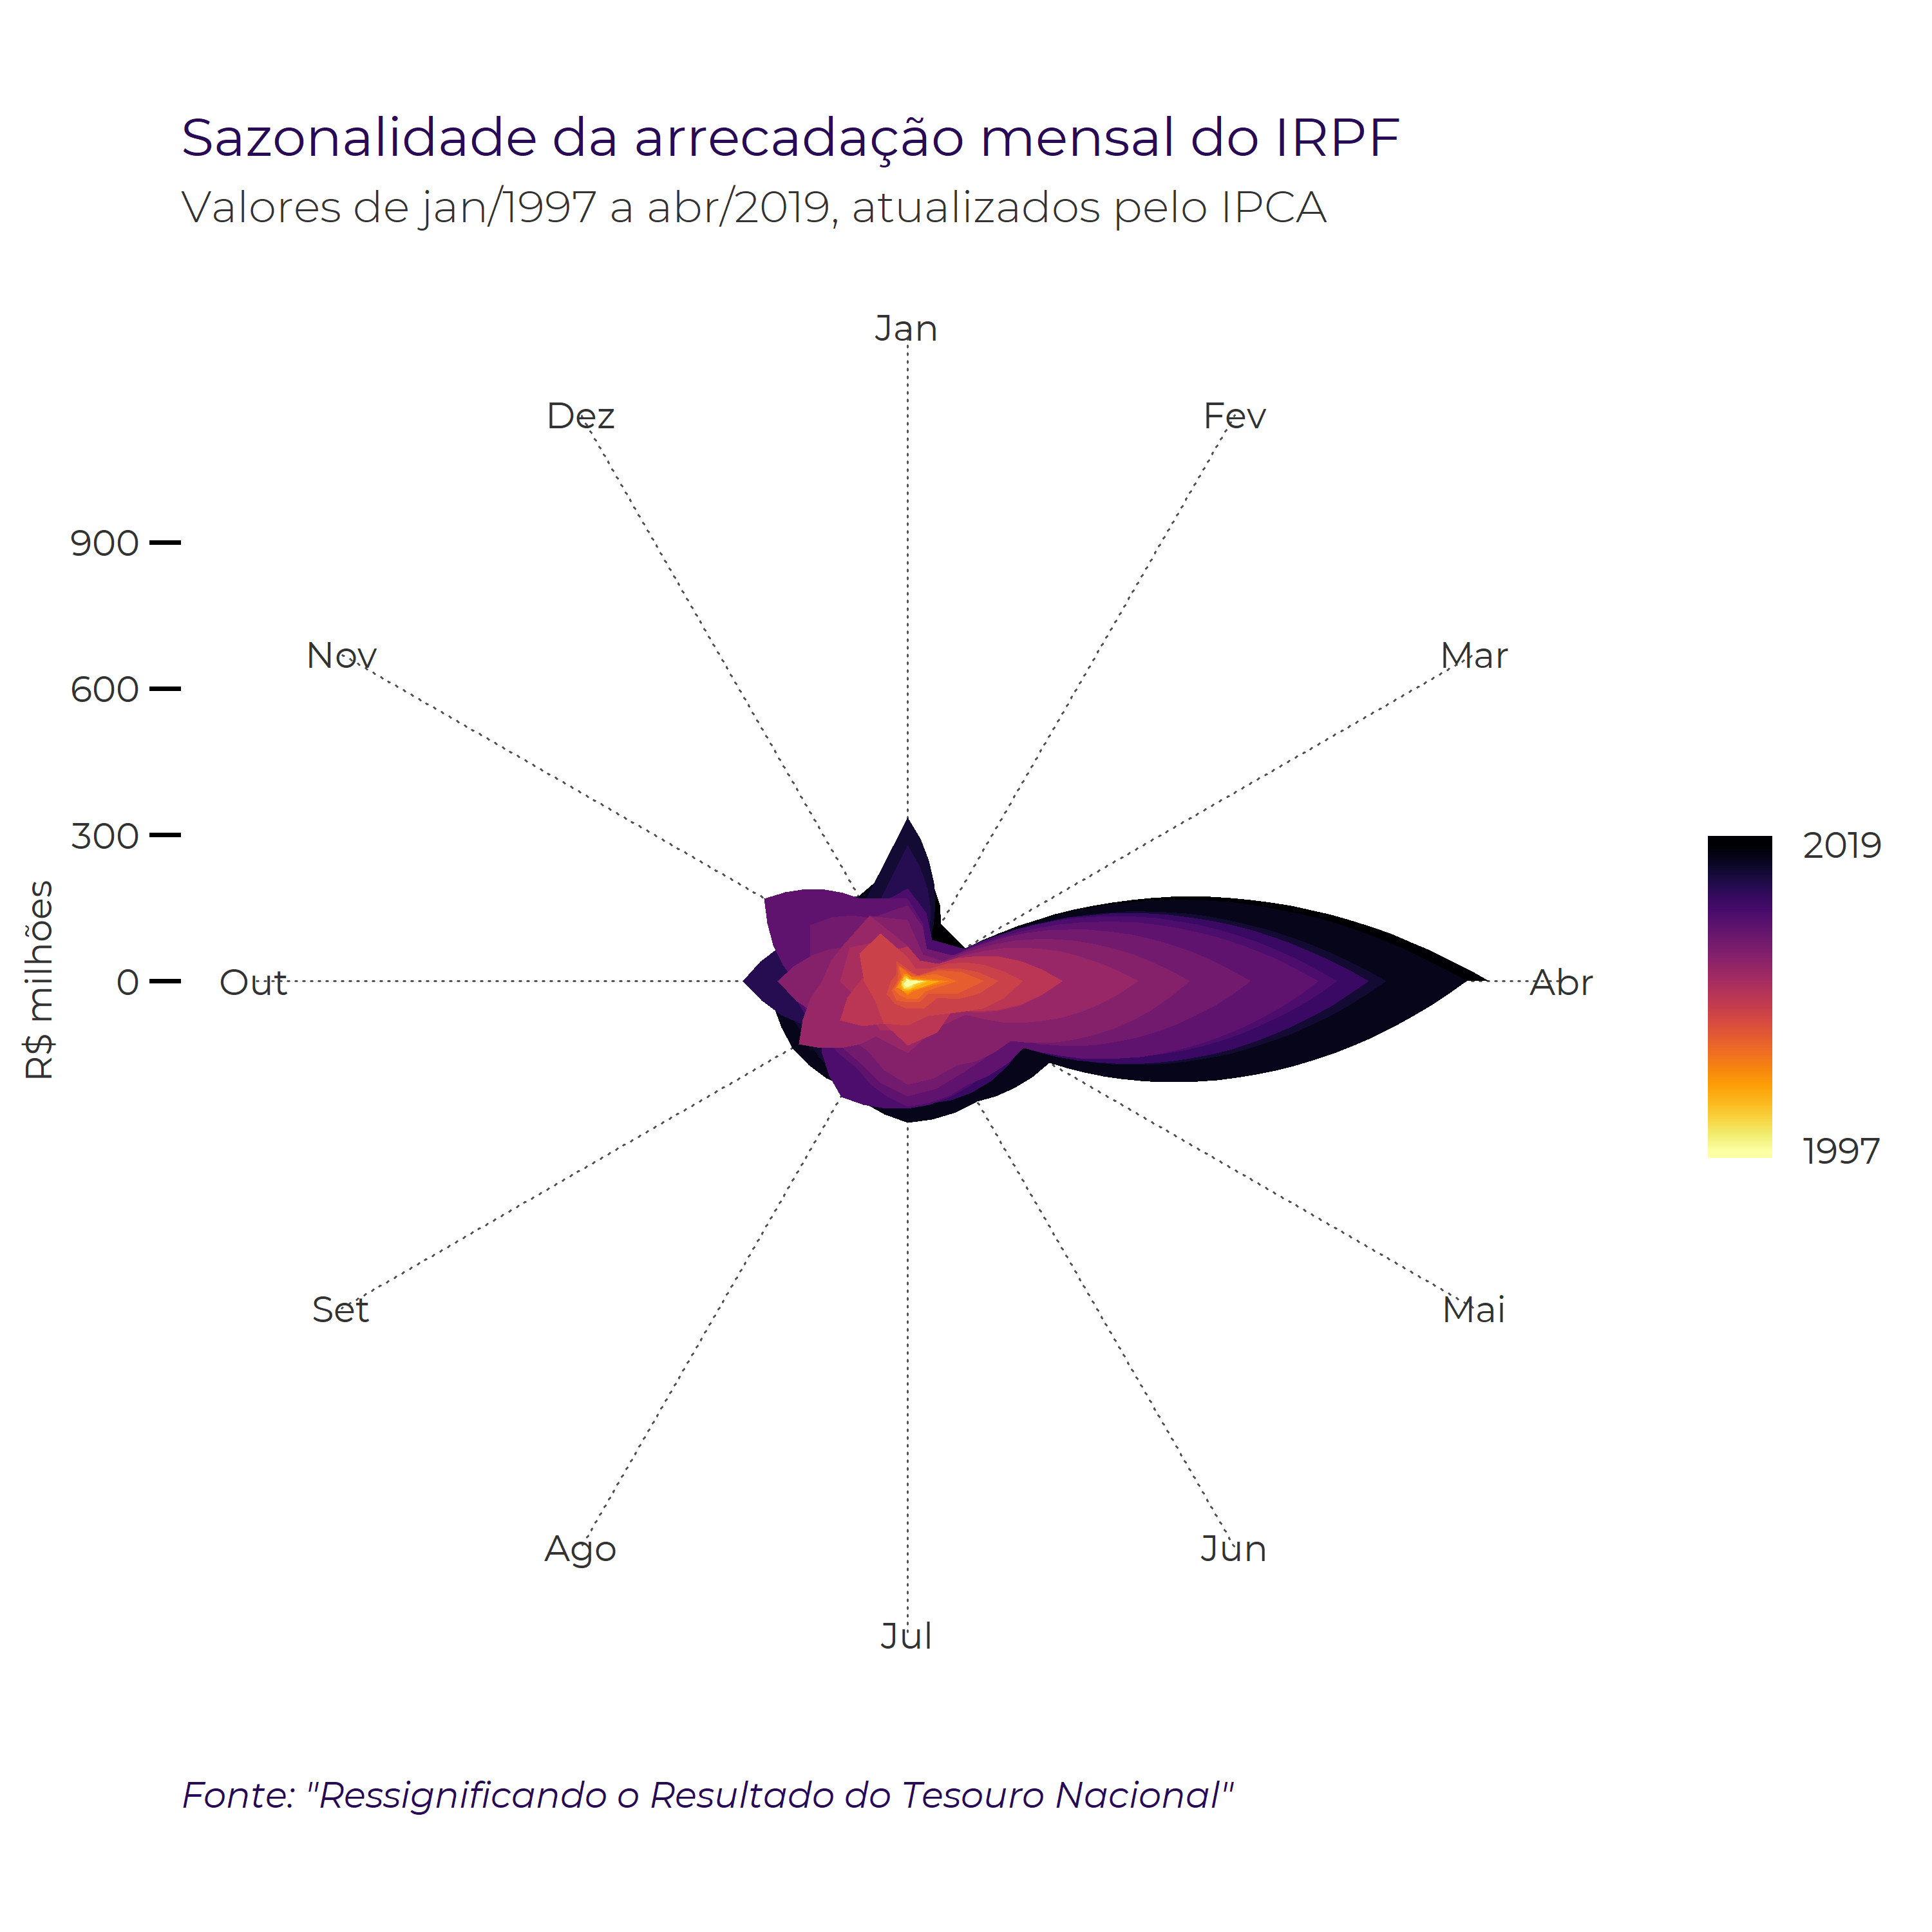 Sazonalidade da arrecadação mensal do IRPF
Valores de jan/1997 a abr/2019, atualizados pelo IPCA
Jan
Dez
Fev
900
Nov
Mar
600
300
2019
R$ milhões
0
Out
Abr
1997
Set
Mai
Ago
Jun
Jul
Fonte: "Ressignificando o Resultado do Tesouro Nacional"